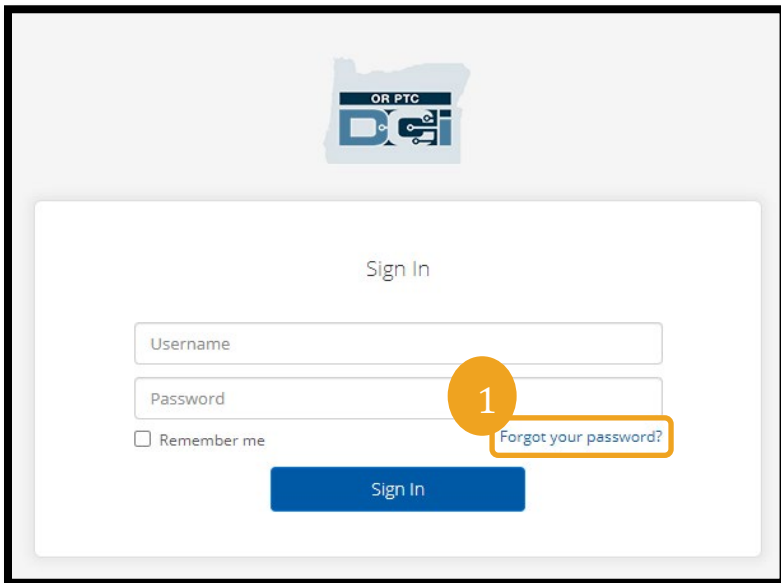 OR PTC
DCi
Sign In
Username
Password
1
Remember me
Forgot your password?
Sign In